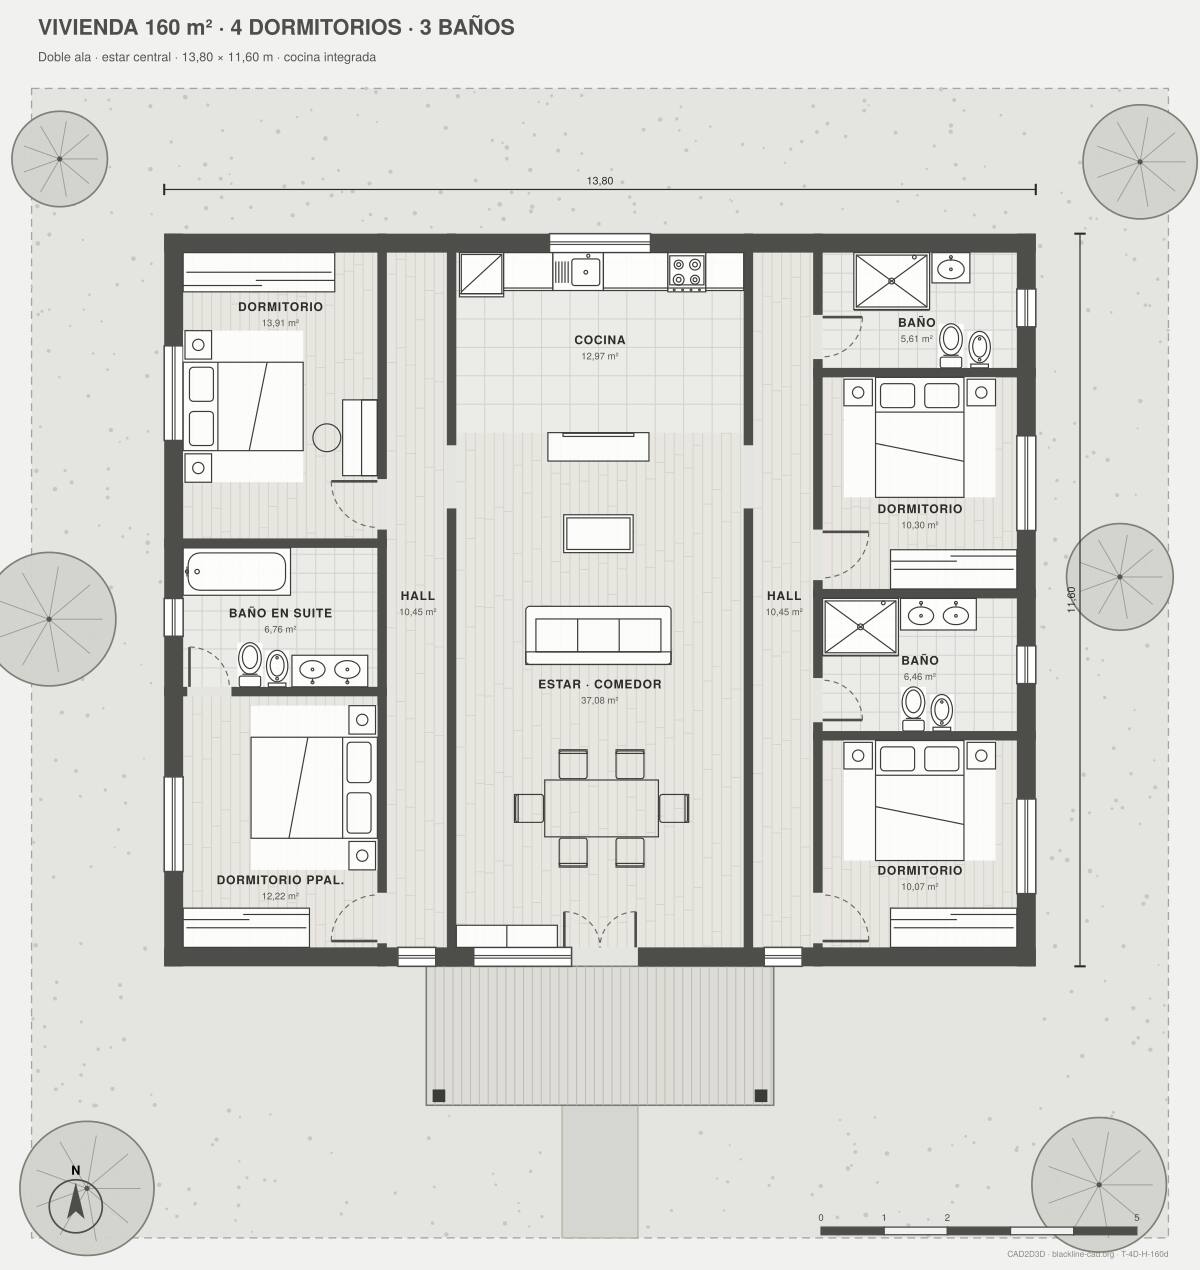 VIVIENDA 160 m² · 4 DORMITORIOS · 3 BAÑOS
Doble ala · estar central · 13,80 × 11,60 m · cocina integrada
13,80
DORMITORIO
13,91 m²
COCINA
12,97 m²
BAÑO
5,61 m²
DORMITORIO
10,30 m²
BAÑO EN SUITE
6,76 m²
HALL
10,45 m²
HALL
10,45 m²
11,60
ESTAR · COMEDOR
37,08 m²
BAÑO
6,46 m²
DORMITORIO PPAL.
12,22 m²
DORMITORIO
10,07 m²
N
0 1 2 5
CAD2D3D · blackline-cad.org · T-4D-H-160d